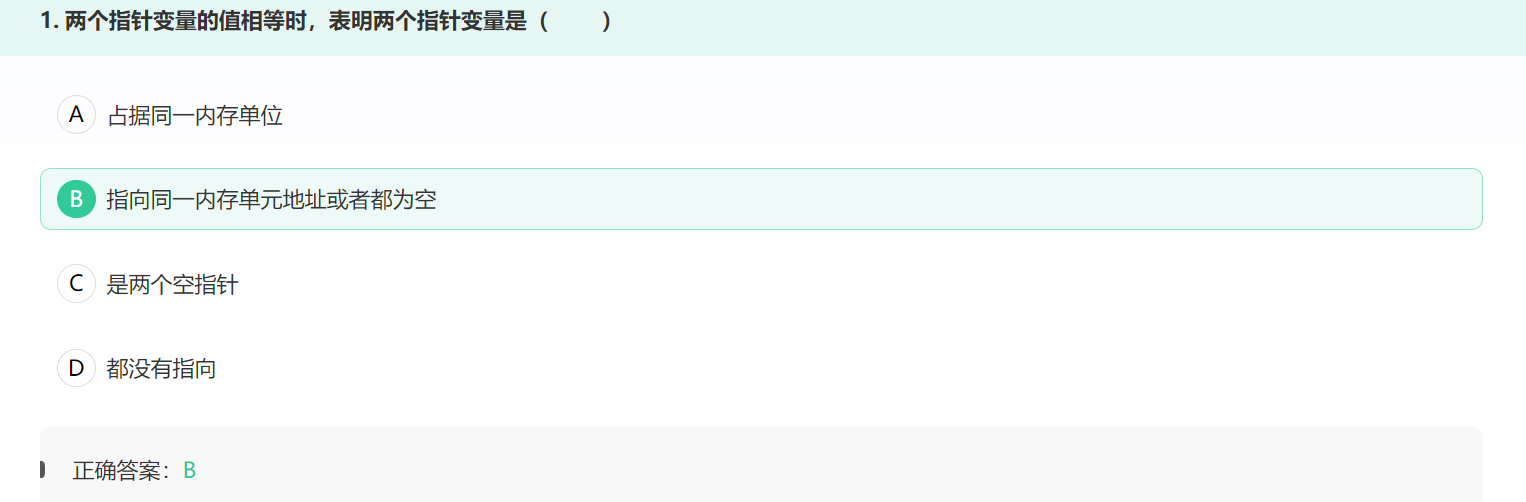 1. 两个指针变量的值相等时，表明两个指针变量是（　　）
A 占据同一内存单位
B 指向同一内存单元地址或者都为空
C 是两个空指针
D 都没有指向
正确答案：B